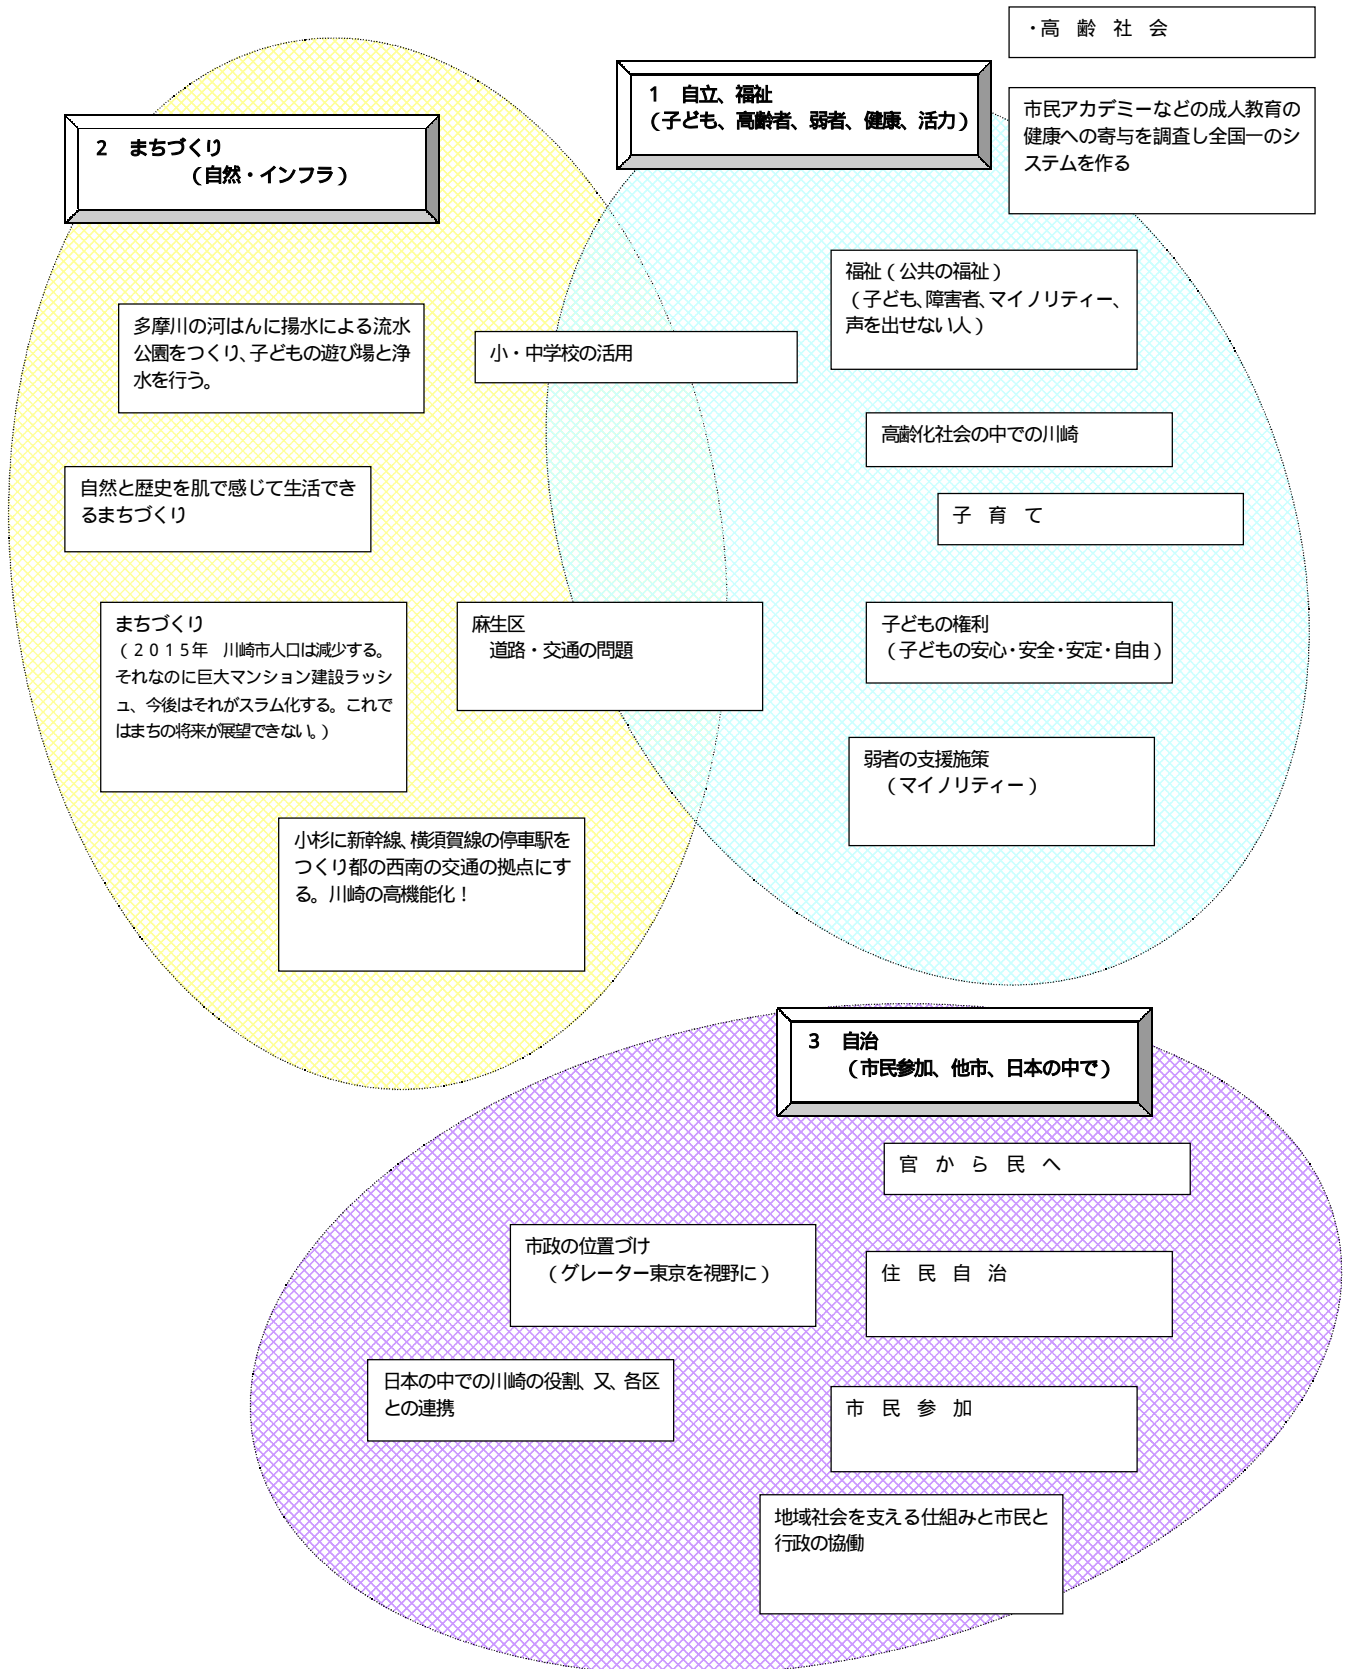 ・高　齢　社　会
1　自立、福祉
（子ども、高齢者、弱者、健康、活力）
市民アカデミーなどの成人教育の
健康への寄与を調査し全国一のシ
ステムを作る
2　まちづくり
（自然・インフラ）
福祉（公共の福祉）
（子ども、障害者、マイノリティー、
声を出せない人）
多摩川の河はんに揚水による流水
公園をつくり、子どもの遊び場と浄
水を行う。
小・中学校の活用
高齢化社会の中での川崎
自然と歴史を肌で感じて生活でき
るまちづくり
子　育　て
まちづくり
（２０１５年　川崎市人口は減少する。
それなのに巨大マンション建設ラッシ
ュ、今後はそれがスラム化する。これで
はまちの将来が展望できない。）
麻生区
道路・交通の問題
子どもの権利
（子どもの安心・安全・安定・自由）
弱者の支援施策
（マイノリティー）
小杉に新幹線、横須賀線の停車駅を
つくり都の西南の交通の拠点にす
る。川崎の高機能化！
3　自治
（市民参加、他市、日本の中で）
官　か　ら　民　へ
市政の位置づけ
（グレーター東京を視野に）
住　民　自　治
日本の中での川崎の役割、又、各区
との連携
市　民　参　加
地域社会を支える仕組みと市民と
行政の協働